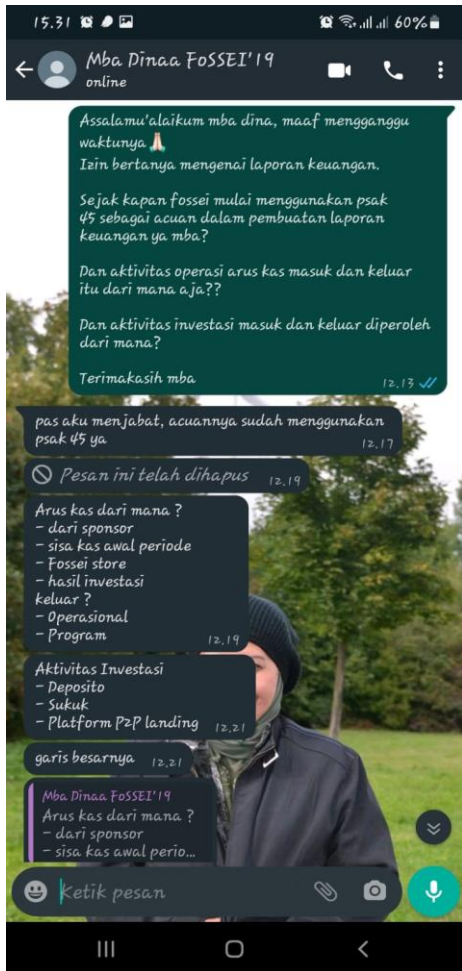 15.31
60%
Mba Dinaa FoSSEI'19
online
Assalamu'alaikum mba dina, maaf mengganggu
waktunya 🙏🏻
Izin bertanya mengenai laporan keuangan.
Sejak kapan fossei mulai menggunakan psak
45 sebagai acuan dalam pembuatan laporan
keuangan ya mba?
Dan aktivitas operasi arus kas masuk dan keluar
itu dari mana aja??
Dan aktivitas investasi masuk dan keluar diperoleh
dari mana?
Terimakasih mba
12.13
pas aku menjabat, acuannya sudah menggunakan
psak 45 ya
12.17
Pesan ini telah dihapus 12.19
Arus kas dari mana ?
- dari sponsor
- sisa kas awal periode
- Fossei store
- hasil investasi
keluar ?
- Operasional
- Program
12.19
Aktivitas Investasi
- Deposito
- Sukuk
- Platform P2P landing 12.21
garis besarnya 12.21
Mba Dinaa FoSSEI'19
Arus kas dari mana ?
- dari sponsor
- sisa kas awal perio...
Ketik pesan